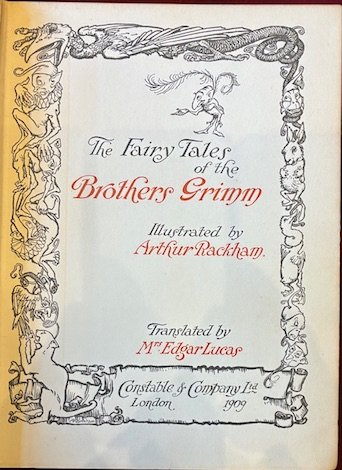 The Fairy Tales
of the
Brothers Grimm
Illustrated by
Arthur Rackham.
Translated by
Mrs Edgar Lucas
Constable & Company Ltd
London 1909